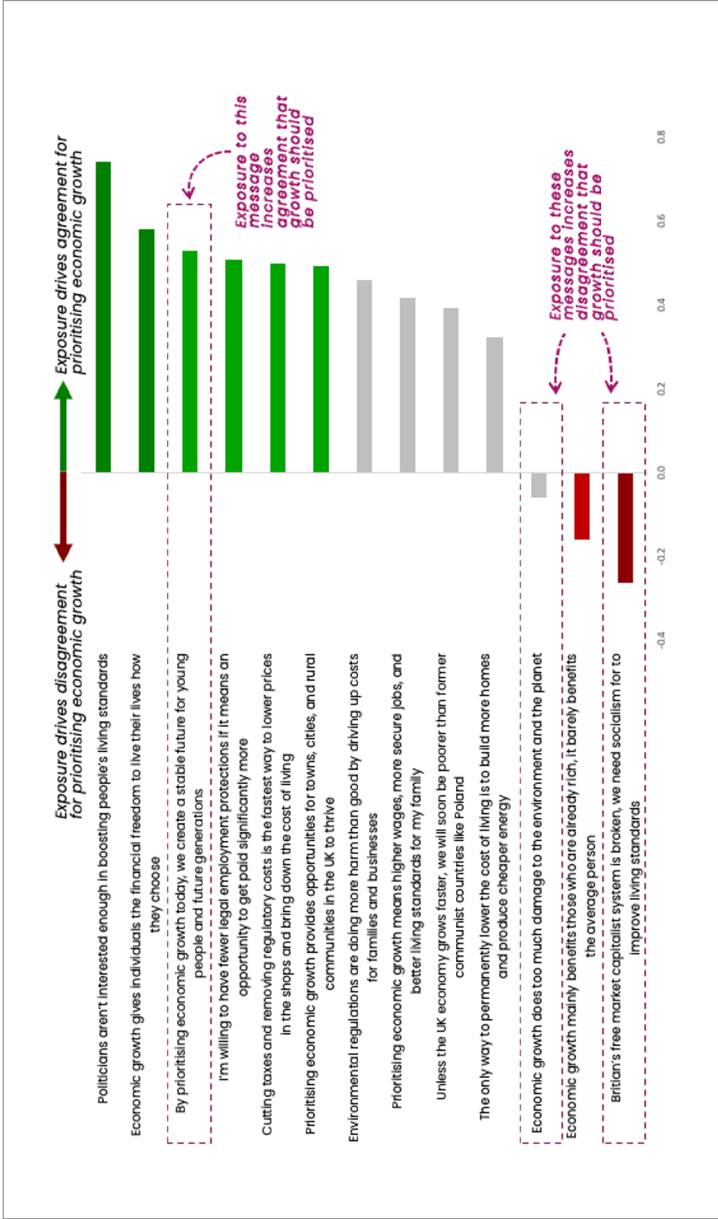 Exposure drives disagreement
for prioritising economic growth
Exposure drives agreement for
prioritising economic growth
Politicians aren't interested enough in boosting people's living standards
Economic growth gives individuals the financial freedom to live their lives how
they choose
By prioritising economic growth today, we create a stable future for young
people and future generations
I'm willing to have fewer legal employment protections if it means an
opportunity to get paid significantly more
Cutting taxes and removing regulatory costs is the fastest way to lower prices
in the shops and bring down the cost of living
Prioritising economic growth provides opportunities for towns, cities, and rural
communities in the UK to thrive
Environmental regulations are doing more harm than good by driving up costs
for families and businesses
Prioritising economic growth means higher wages, more secure jobs, and
better living standards for my family
Unless the UK economy grows faster, we will soon be poorer than former
communist countries like Poland
The only way to permanently lower the cost of living is to build more homes
and produce cheaper energy
Economic growth does too much damage to the environment and the planet
Economic growth mainly benefits those who are already rich, it barely benefits
the average person
Britian's free market capitalist system is broken, we need socialism for to
improve living standards
Exposure to this
message
increases
agreement that
growth should
be prioritised
Exposure to these
messages increases
disagreement that
growth should be
prioritised
-0.4
-0.2
0.0
0.2
0.4
0.6
0.8